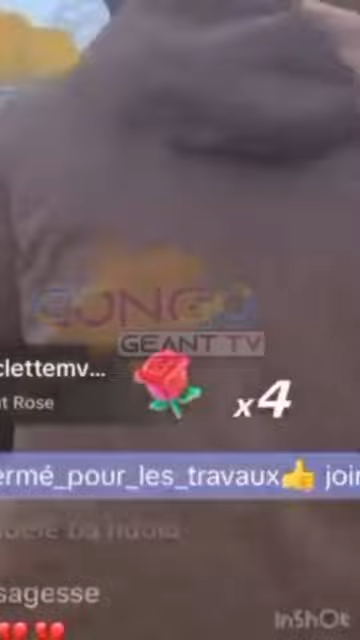 CONGO
GEANT TV
clettemv...
t Rose
x4
ermé_pour_les_travaux👍 join
sagesse
InShOt